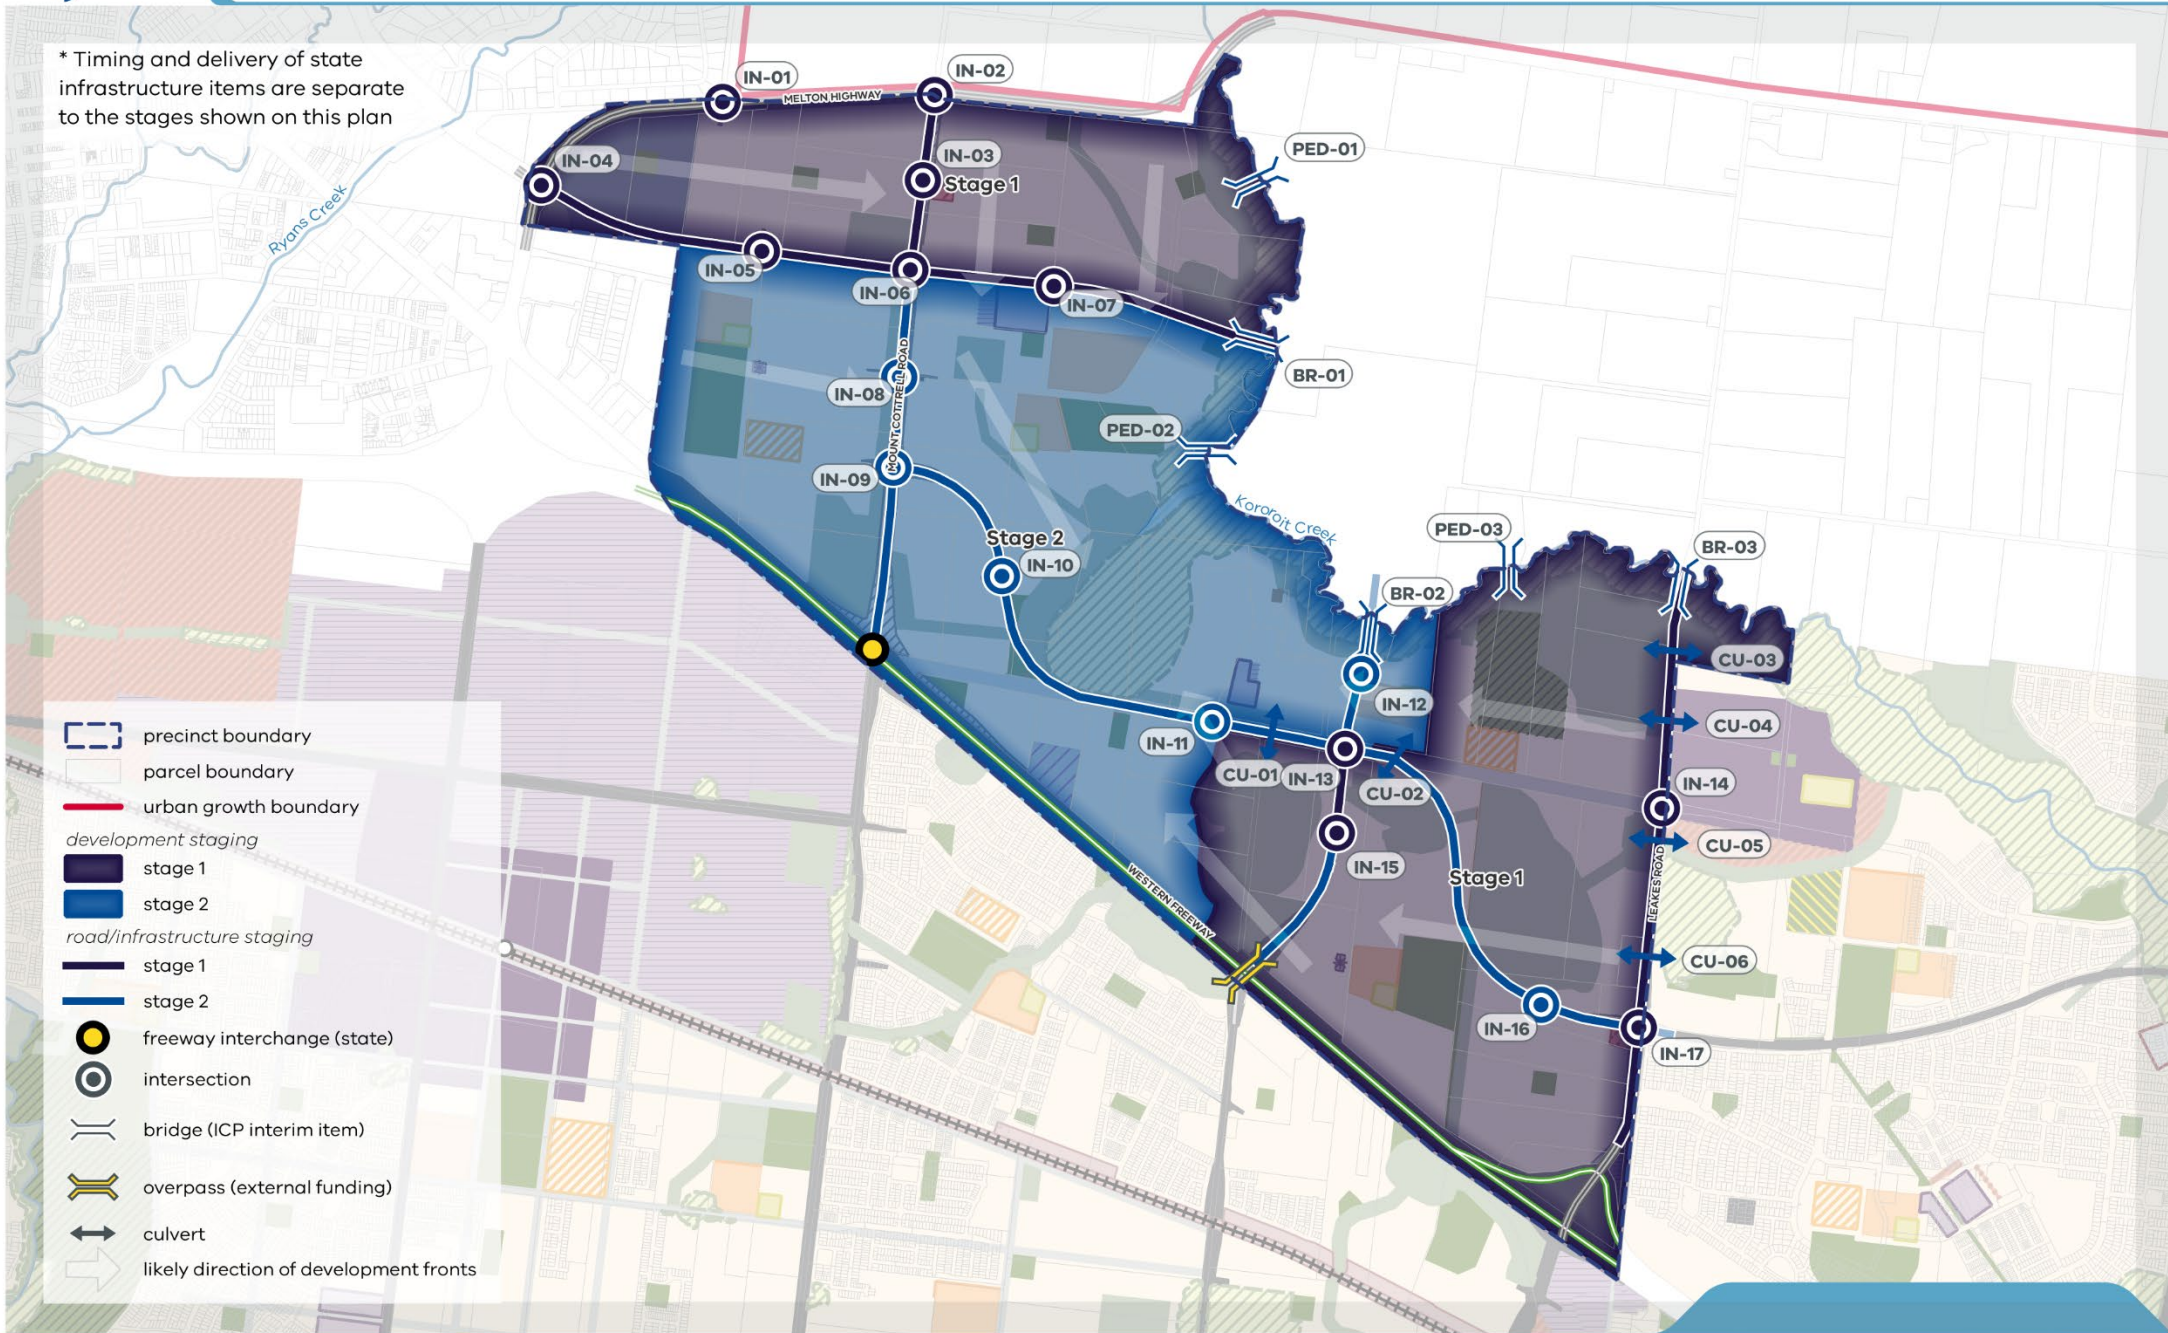 * Timing and delivery of state
infrastructure items are separate
to the stages shown on this plan
IN-01
IN-02
MELTON HIGHWAY
IN-03
Stage 1
IN-04
PED-01
Ryans Creek
IN-05
IN-06
IN-07
BR-01
MOUNT COTTRELL ROAD
IN-08
PED-02
IN-09
Kororoit Creek
Stage 2
IN-10
PED-03
BR-03
BR-02
CU-03
IN-12
CU-04
IN-11
CU-01
IN-13
CU-02
IN-14
CU-05
IN-15
Stage 1
LEAKES ROAD
WESTERN FREEWAY
CU-06
IN-16
IN-17
precinct boundary
parcel boundary
urban growth boundary
development staging
stage 1
stage 2
road/infrastructure staging
stage 1
stage 2
freeway interchange (state)
intersection
bridge (ICP interim item)
overpass (external funding)
culvert
likely direction of development fronts